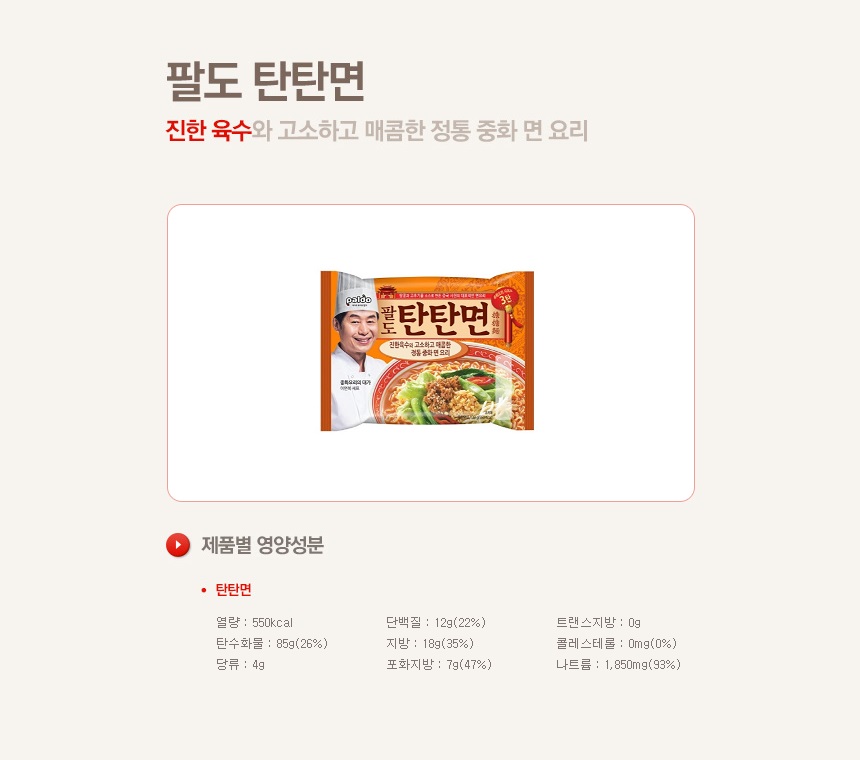 팔도 탄탄면
진한 육수와 고소하고 매콤한 정통 중화 면 요리
paldo
팔도 탄탄면
3탄
진한육수와 고소하고 매콤한
정통 중화 면 요리
중화요리의 대가
이연복 셰프
제품별 영양성분
• 탄탄면
열량 : 550kcal 단백질 : 12g(22%) 트랜스지방 : 0g
탄수화물 : 85g(26%) 지방 : 18g(35%) 콜레스테롤 : 0mg(0%)
당류 : 4g 포화지방 : 7g(47%) 나트륨 : 1,850mg(93%)